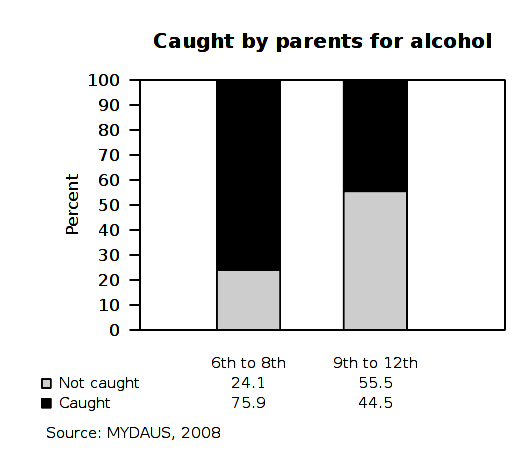 Caught by parents for alcohol
100
90
80
70
60
50
40
30
20
10
0
Percent
6th to 8th 9th to 12th
Not caught 24.1 55.5
Caught 75.9 44.5
Source: MYDAUS, 2008